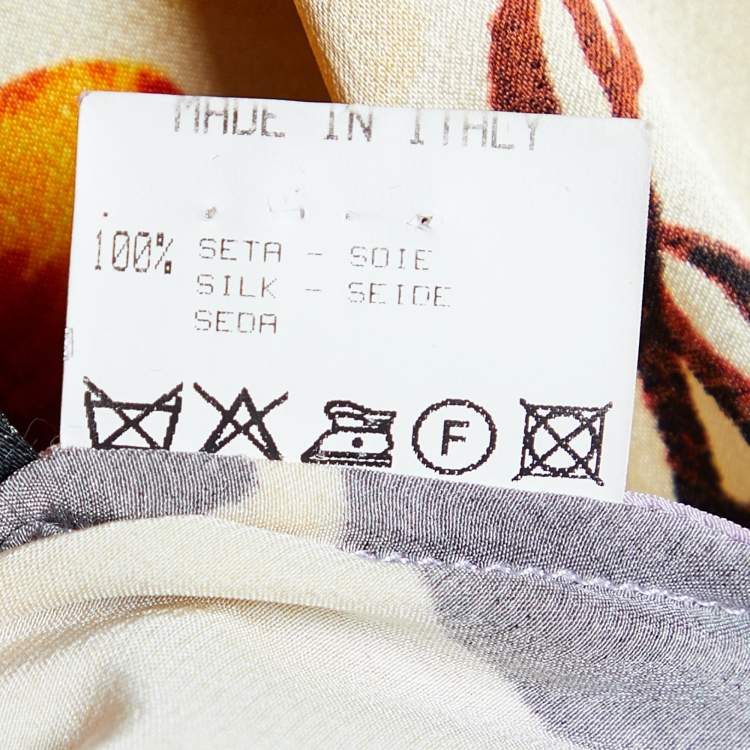 MADE IN ITALY
100% SETA - SOIE
SILK - SEIDE
SEDA
F